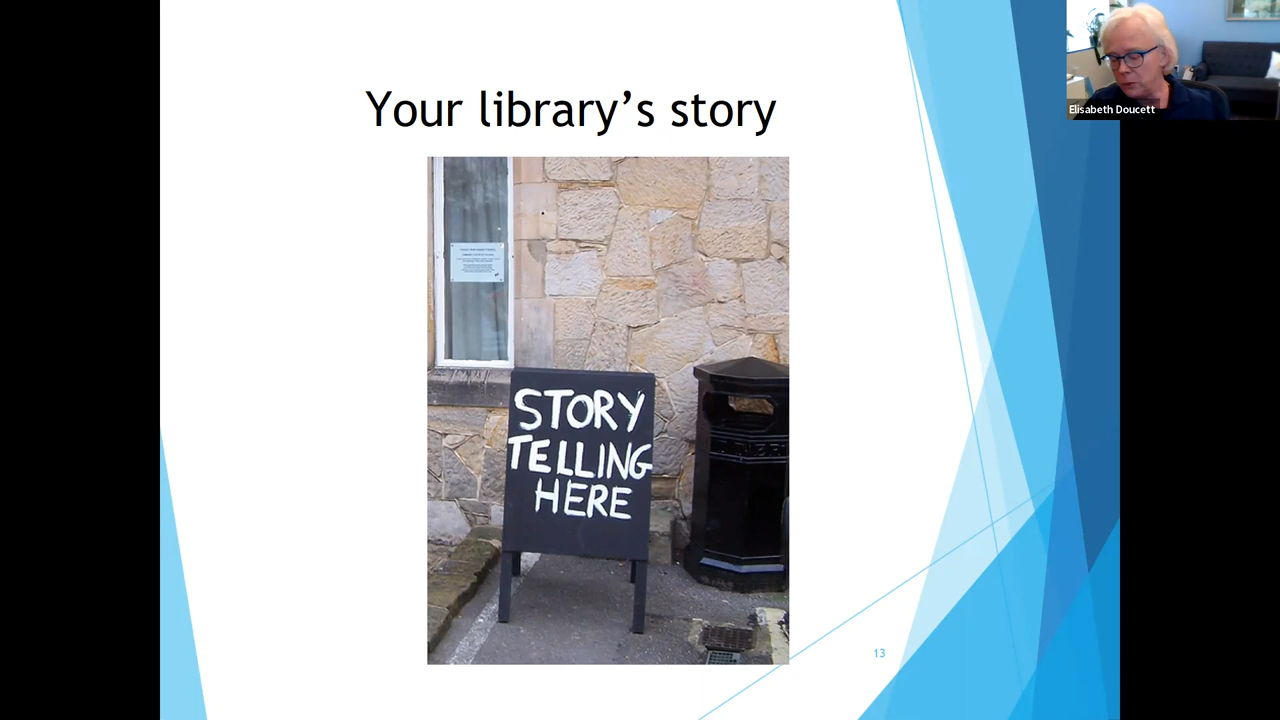 Your library’s story
Elisabeth Doucett
STORY
TELLING
HERE
13